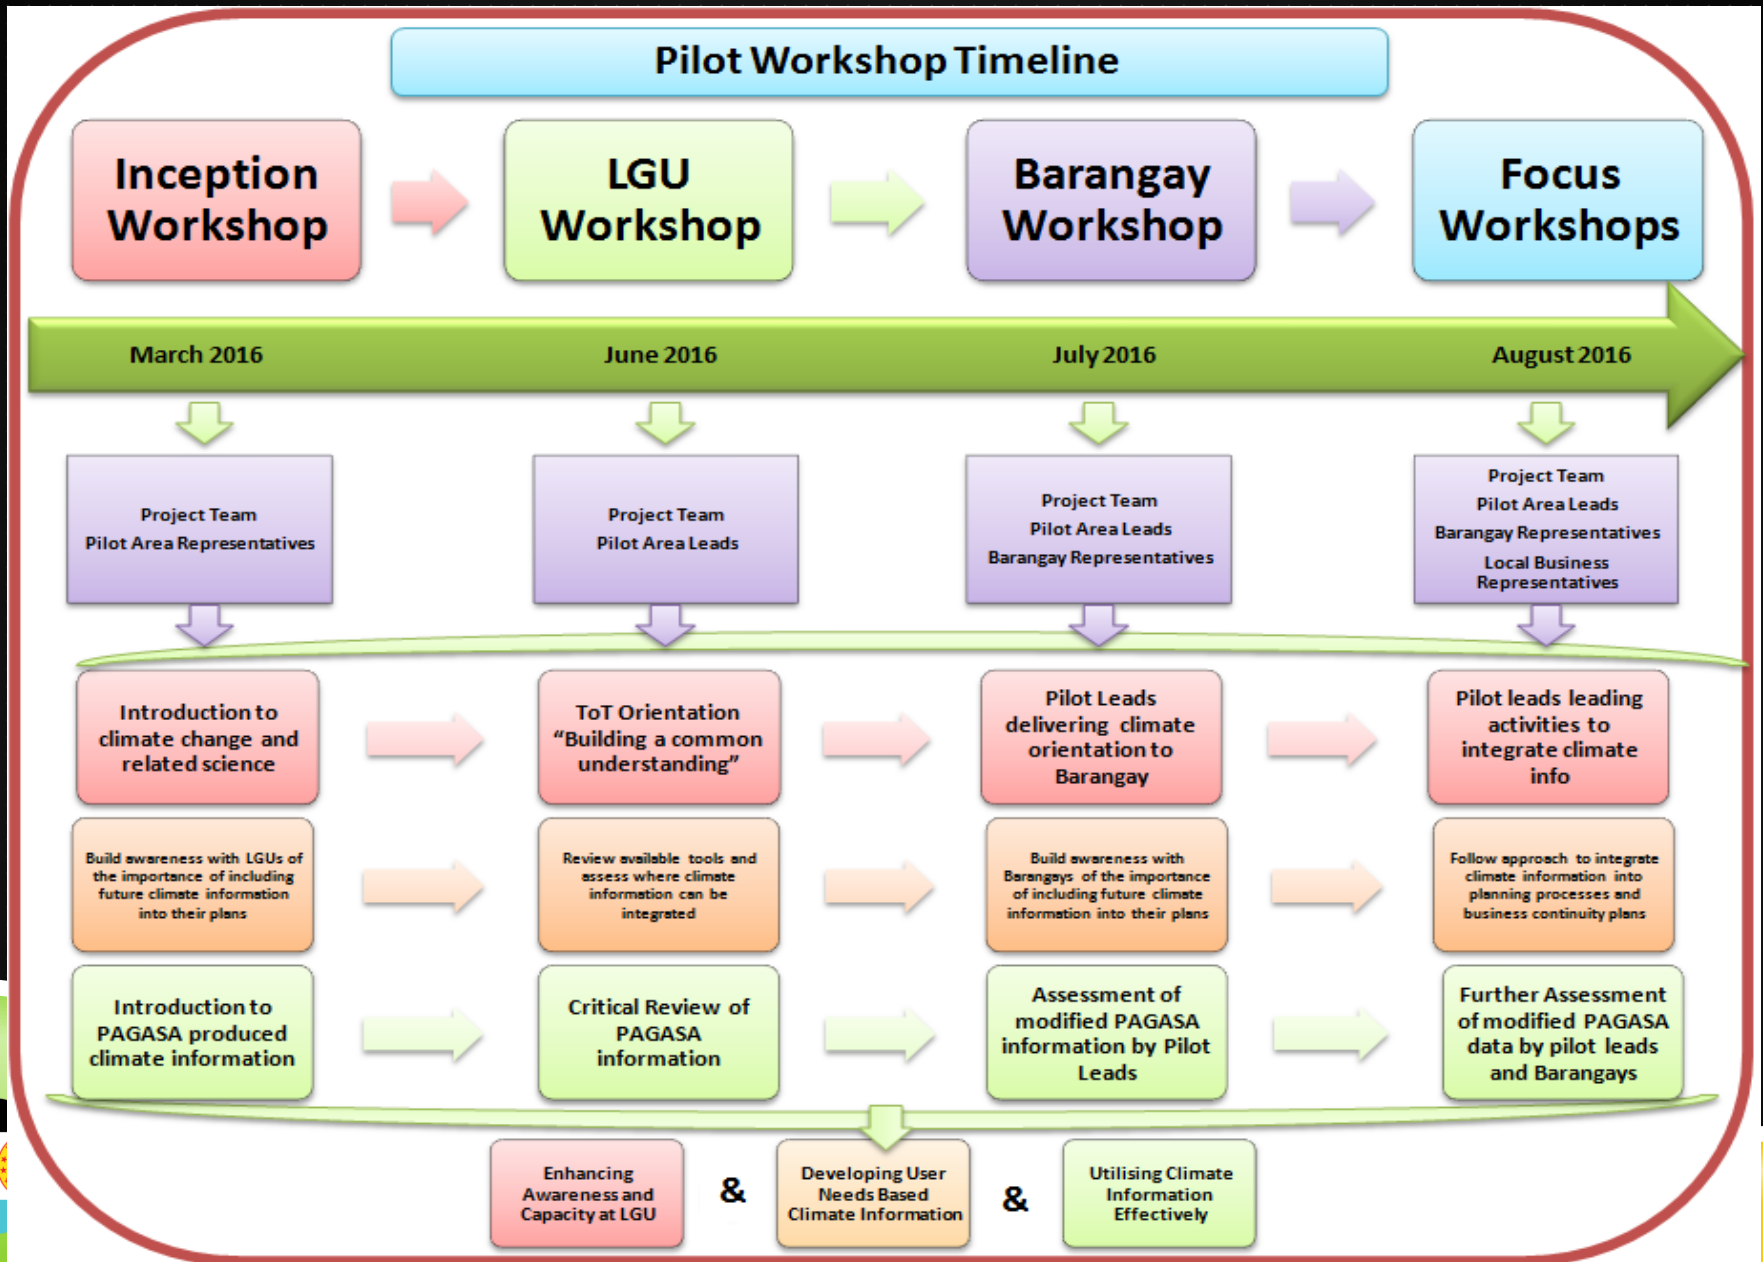 Pilot Workshop Timeline
Inception
Workshop
LGU
Workshop
Barangay
Workshop
Focus
Workshops
March 2016
June 2016
July 2016
August 2016
Project Team
Pilot Area Representatives
Project Team
Pilot Area Leads
Project Team
Pilot Area Leads
Barangay Representatives
Project Team
Pilot Area Leads
Barangay Representatives
Local Business
Representatives
Introduction to
climate change and
related science
ToT Orientation
“Building a common
understanding”
Pilot Leads
delivering climate
orientation to
Barangay
Pilot leads leading
activities to
integrate climate
info
Build awareness with LGUs of
the importance of including
future climate information
into their plans
Review available tools and
assess where climate
information can be
integrated
Build awareness with
Barangays of the importance
of including future climate
information into their plans
Follow approach to integrate
climate information into
planning processes and
business continuity plans
Introduction to
PAGASA produced
climate information
Critical Review of
PAGASA
information
Assessment of
modified PAGASA
information by Pilot
Leads
Further Assessment
of modified PAGASA
data by pilot leads
and Barangays
Enhancing
Awareness and
Capacity at LGU
&
Developing User
Needs Based
Climate Information
&
Utilising Climate
Information
Effectively